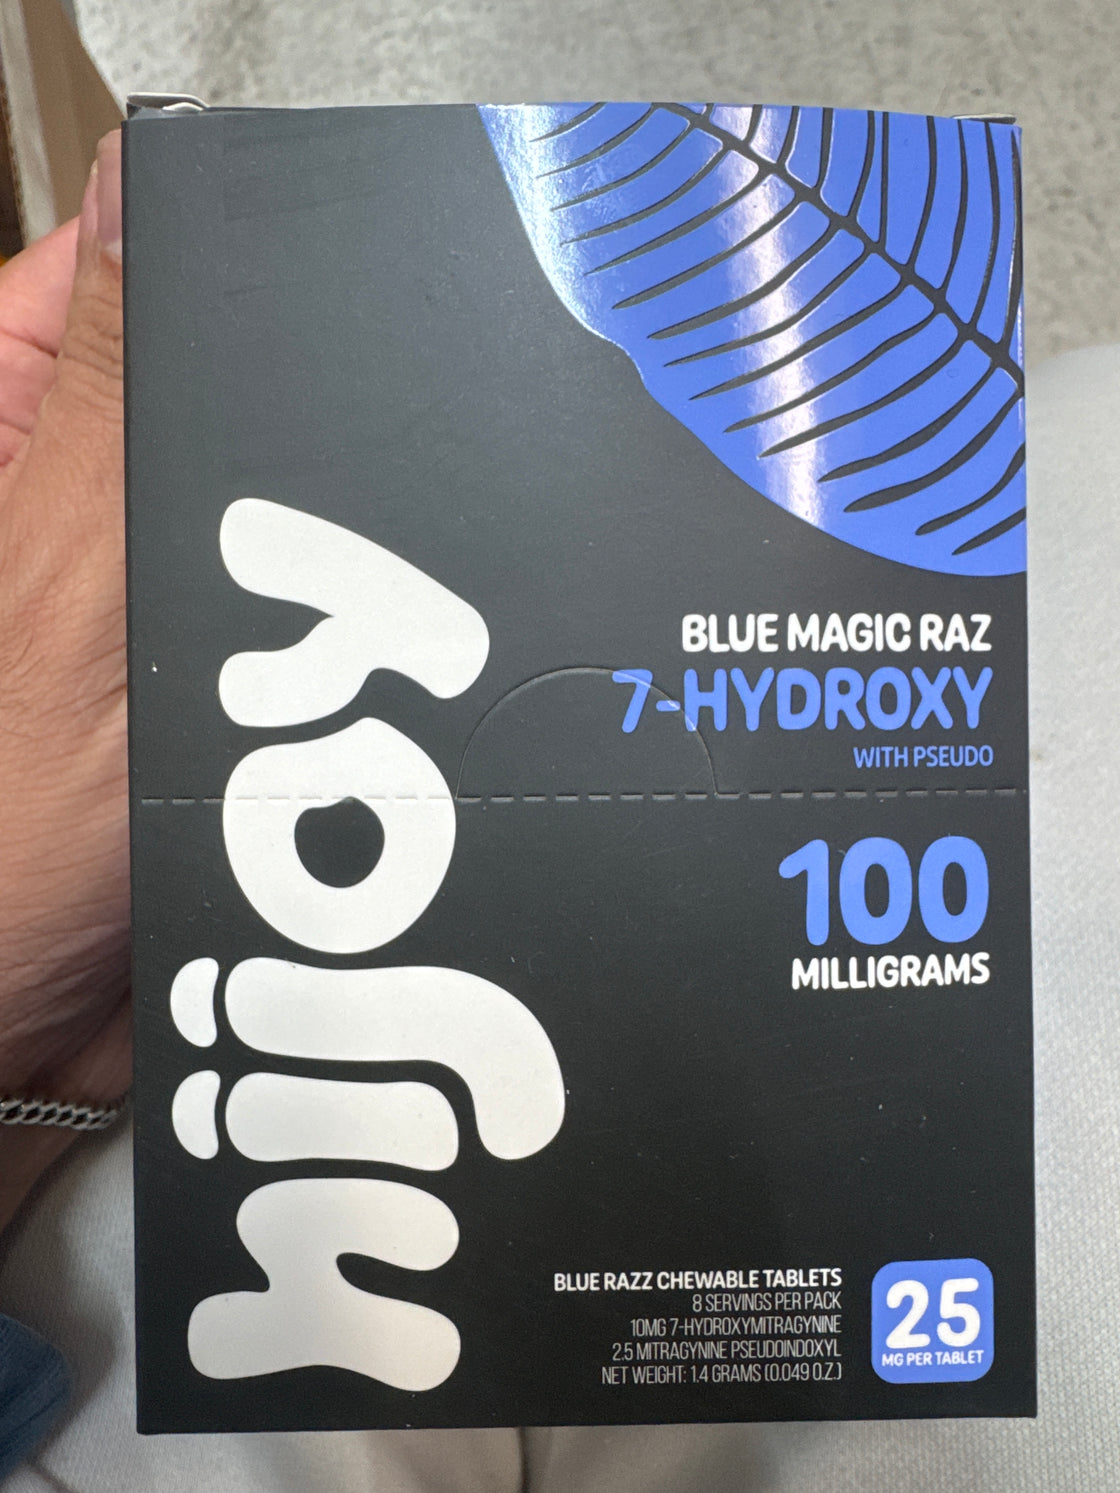 hijoy
BLUE MAGIC RAZ
7-HYDROXY
WITH PSEUDO
100
MILLIGRAMS
BLUE RAZZ CHEWABLE TABLETS
8 SERVINGS PER PACK
10MG 7-HYDROXYMITRAGYNINE
2.5 MITRAGYNINE PSEUDOINDOXYL
NET WEIGHT: 1.4 GRAMS (0.049 O.Z.)
25
MG PER TABLET